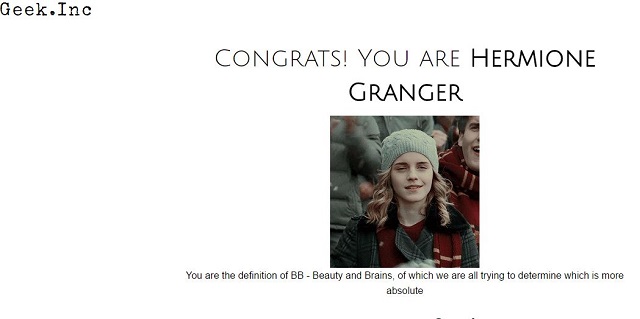 Geek.Inc
Congrats! You are Hermione
Granger
You are the definition of BB - Beauty and Brains, of which we are all trying to determine which is more
absolute